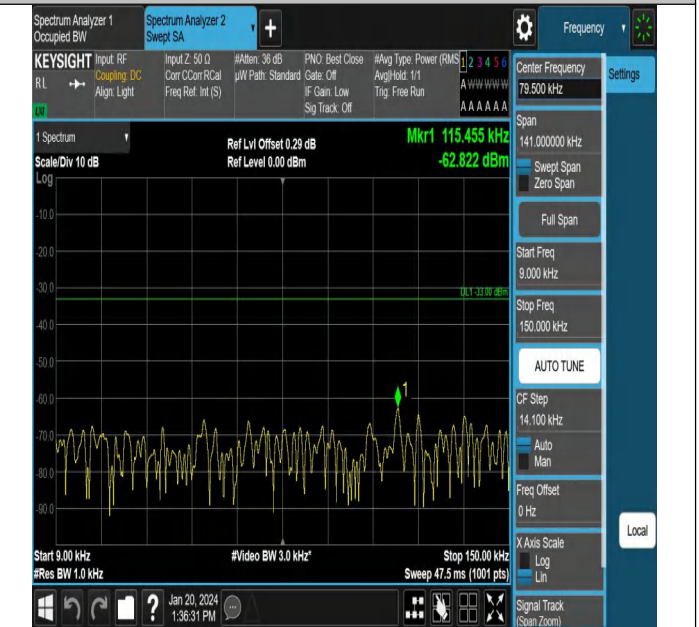 Spectrum Analyzer 1
Occupied BW
Spectrum Analyzer 2
Swept SA
+
Frequency
KEYSIGHT
RL
Input: RF
Coupling: DC
Align: Light
Input Z: 50 Ω
Corr CCorr RCal
Freq Ref: Int (S)
#Atten: 36 dB
µW Path: Standard
PNO: Best Close
Gate: Off
IF Gain: Low
Sig Track: Off
#Avg Type: Power (RMS
Avg|Hold: 1/1
Trig: Free Run
1 2 3 4 5 6
A W W W W W
A A A A A A
1 Spectrum
Scale/Div 10 dB
Log
Ref Lvl Offset 0.29 dB
Ref Level 0.00 dBm
Mkr1 115.455 kHz
-62.822 dBm
-10.0
-20.0
-30.0
DL1 -33.00 dBm
-40.0
-50.0
-60.0
1
-70.0
-80.0
-90.0
Start 9.00 kHz
#Res BW 1.0 kHz
#Video BW 3.0 kHz*
Stop 150.00 kHz
Sweep 47.5 ms (1001 pts)
Center Frequency
79.500 kHz
Settings
Span
141.000000 kHz
Swept Span
Zero Span
Full Span
Start Freq
9.000 kHz
Stop Freq
150.000 kHz
AUTO TUNE
CF Step
14.100 kHz
Auto
Man
Freq Offset
0 Hz
X Axis Scale
Log
Lin
Local
Signal Track
(Span Zoom)
?
Jan 20, 2024
1:36:31 PM